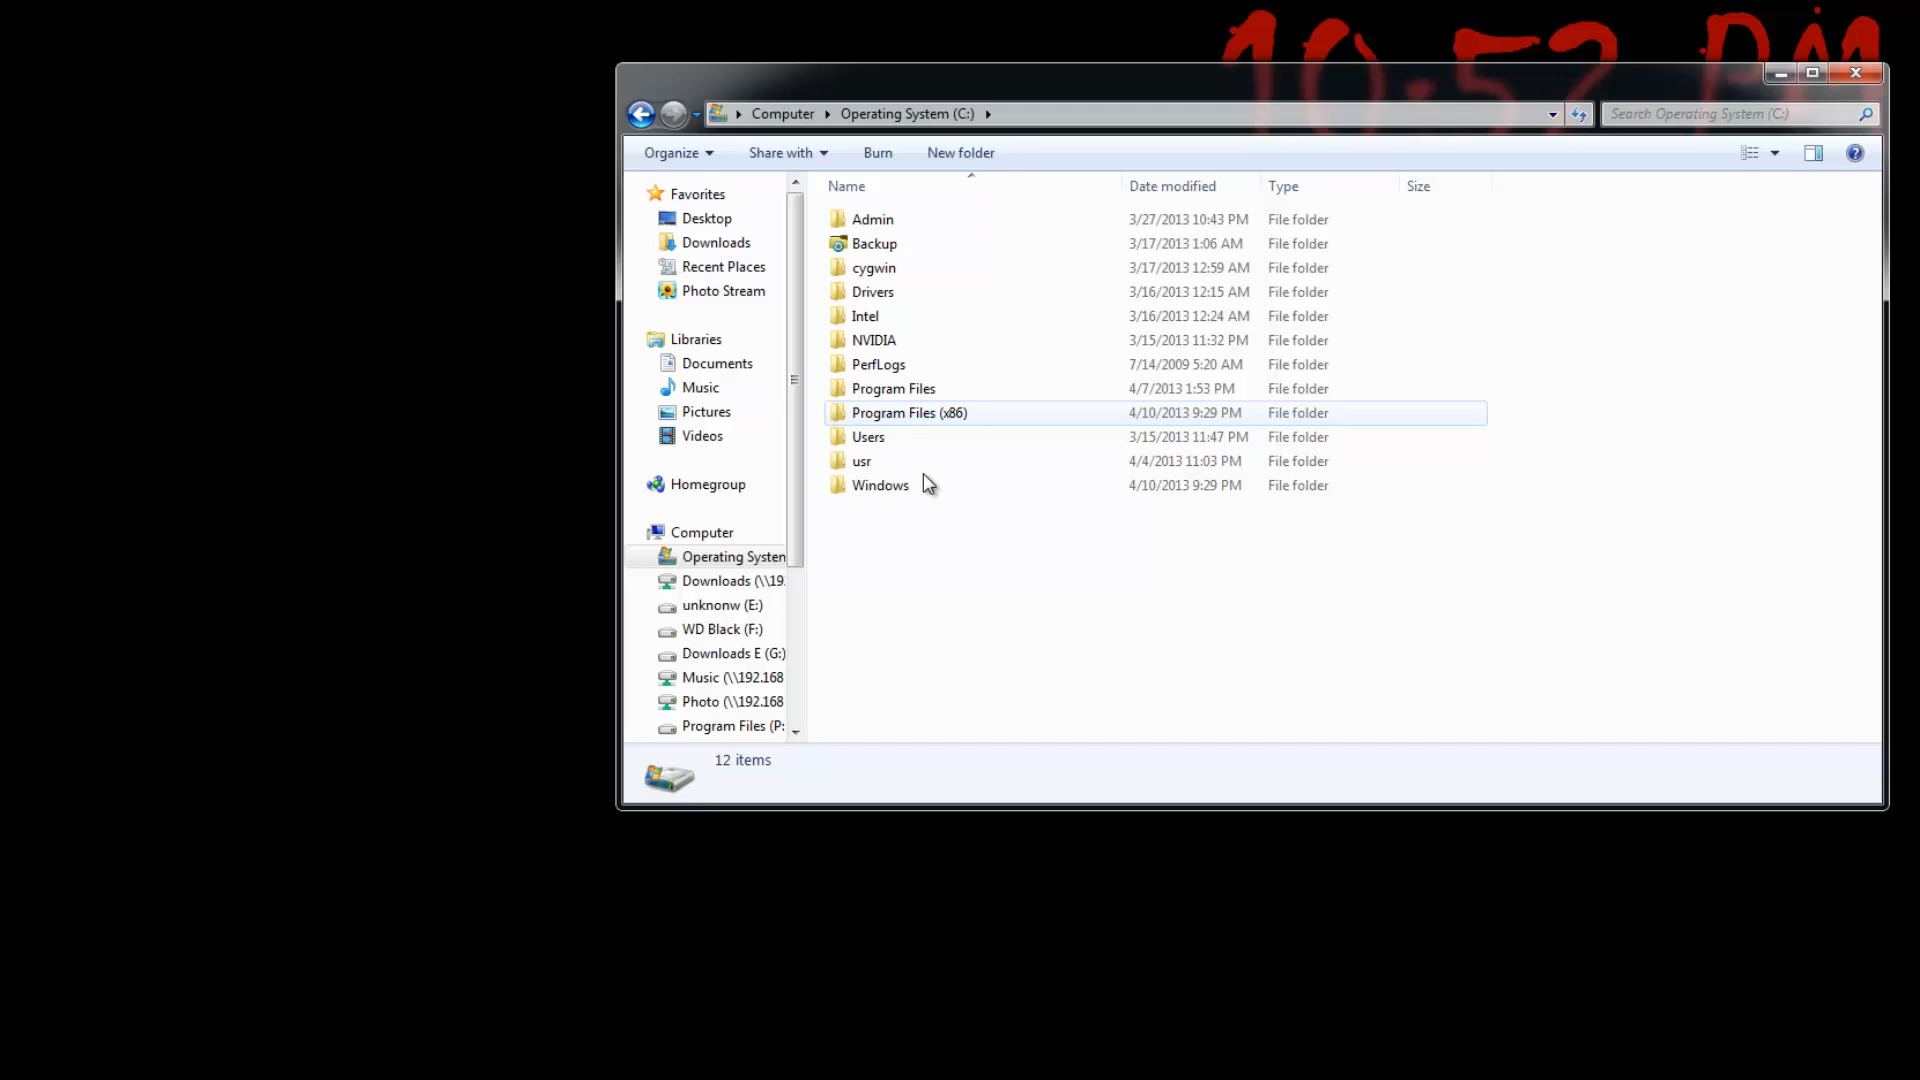 10:52 PM
Computer Operating System (C:) Search Operating System (C:)
Organize Share with Burn New folder
Name Date modified Type Size
Favorites
Desktop
Downloads
Recent Places
Photo Stream
Libraries
Documents
Music
Pictures
Videos
Homegroup
Computer
Operating System
Downloads (\\19
unknonw (E:)
WD Black (F:)
Downloads E (G:)
Music (\\192.168
Photo (\\192.168
Program Files (P:
Admin 3/27/2013 10:43 PM File folder
Backup 3/17/2013 1:06 AM File folder
cygwin 3/17/2013 12:59 AM File folder
Drivers 3/16/2013 12:15 AM File folder
Intel 3/16/2013 12:24 AM File folder
NVIDIA 3/15/2013 11:32 PM File folder
PerfLogs 7/14/2009 5:20 AM File folder
Program Files 4/7/2013 1:53 PM File folder
Program Files (x86) 4/10/2013 9:29 PM File folder
Users 3/15/2013 11:47 PM File folder
usr 4/4/2013 11:03 PM File folder
Windows 4/10/2013 9:29 PM File folder
12 items